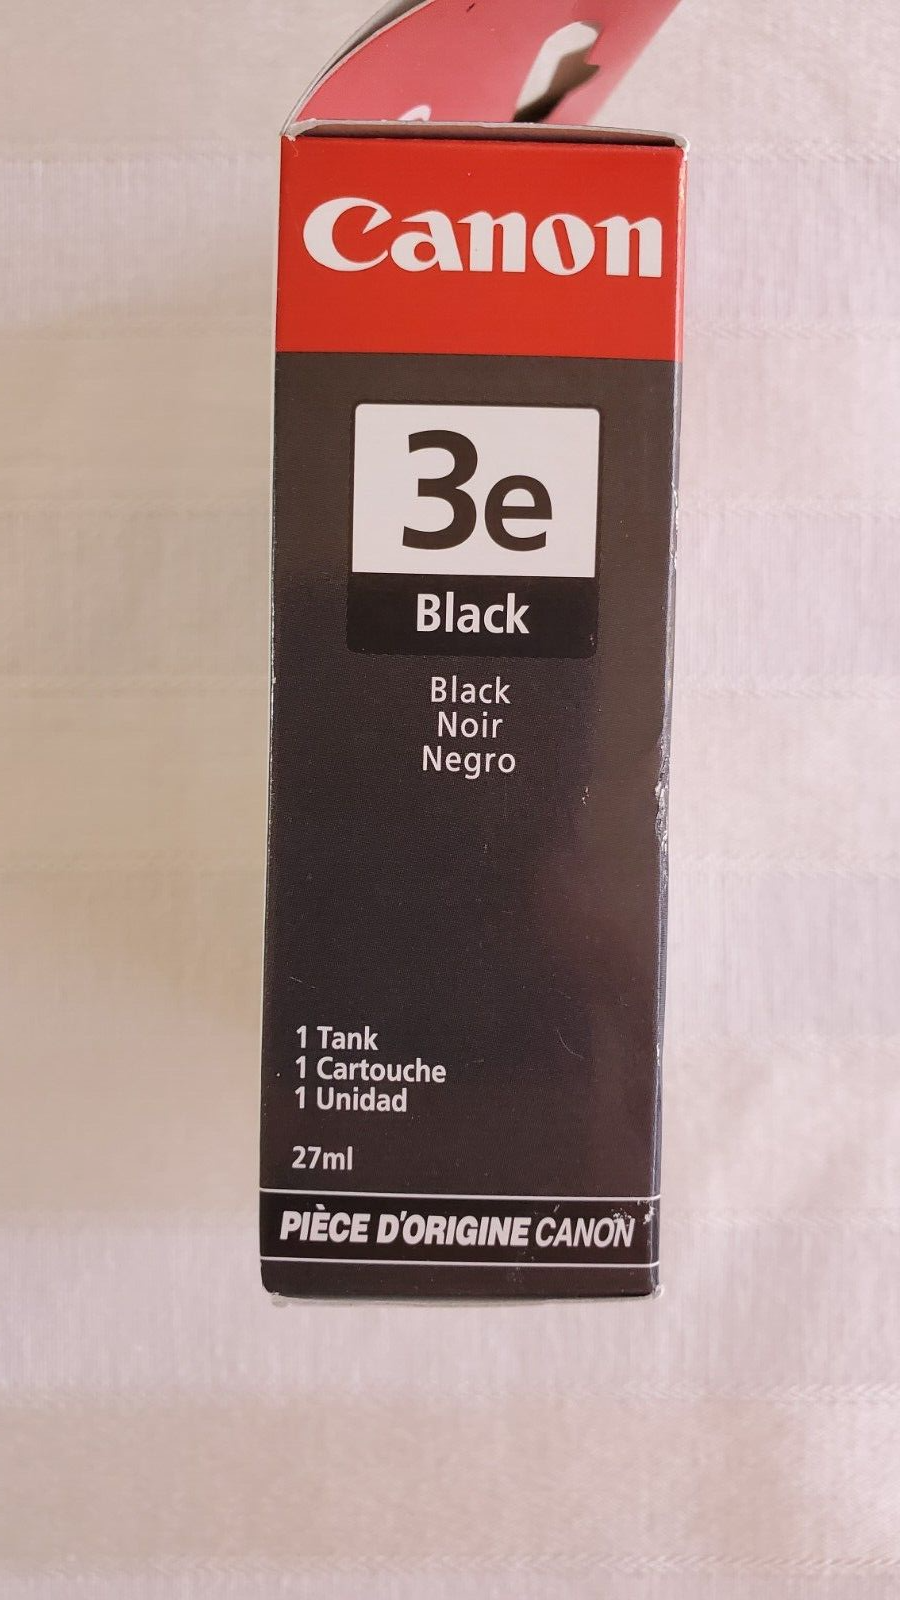 Canon
3e
Black
Black
Noir
Negro
1 Tank
1 Cartouche
1 Unidad
27ml
PIÈCE D'ORIGINE CANON